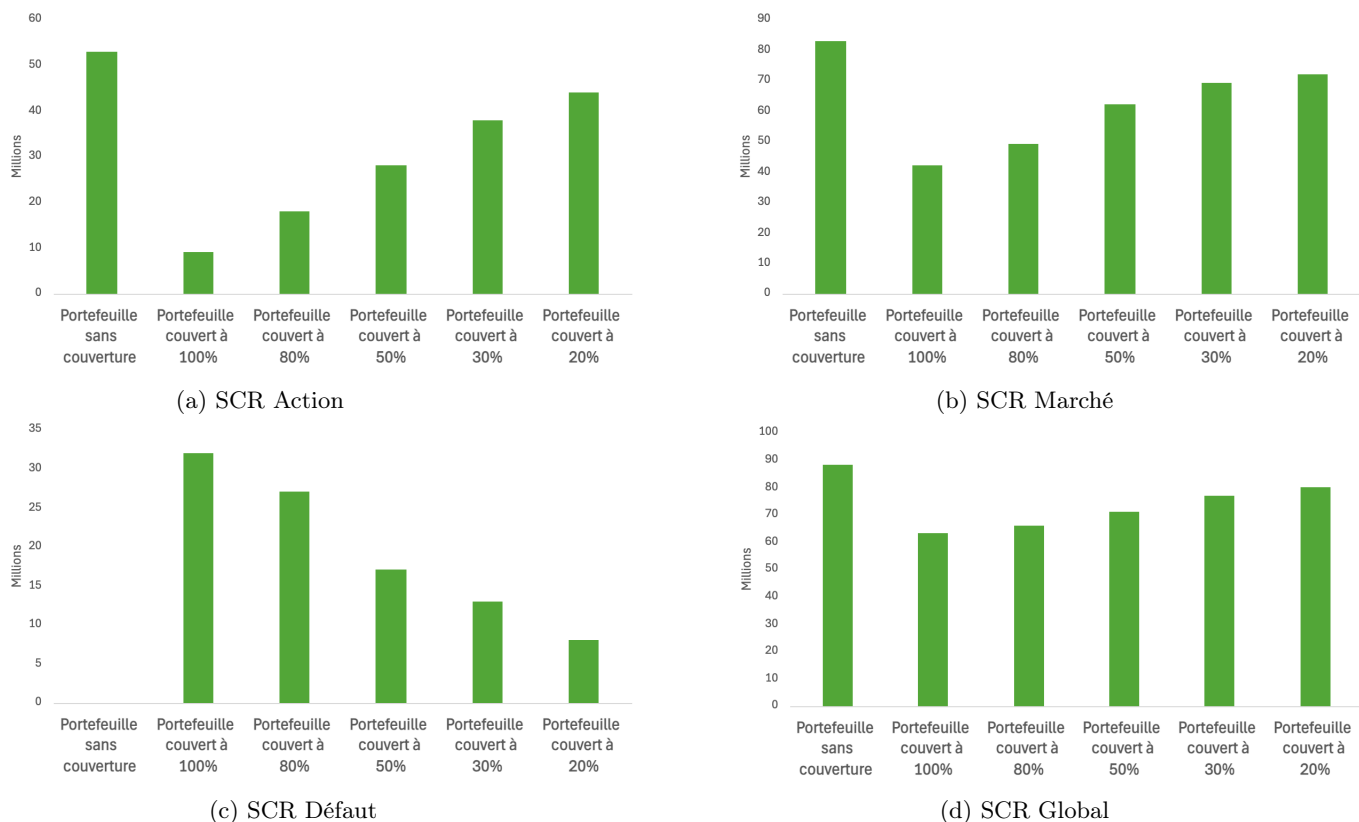 60
50
40
30
20
10
0
Millions
Portefeuille sans couverture
Portefeuille couvert à 100%
Portefeuille couvert à 80%
Portefeuille couvert à 50%
Portefeuille couvert à 30%
Portefeuille couvert à 20%
(a) SCR Action
90
80
70
60
50
40
30
20
10
0
Millions
Portefeuille sans couverture
Portefeuille couvert à 100%
Portefeuille couvert à 80%
Portefeuille couvert à 50%
Portefeuille couvert à 30%
Portefeuille couvert à 20%
(b) SCR Marché
35
30
25
20
15
10
5
0
Millions
Portefeuille sans couverture
Portefeuille couvert à 100%
Portefeuille couvert à 80%
Portefeuille couvert à 50%
Portefeuille couvert à 30%
Portefeuille couvert à 20%
(c) SCR Défaut
100
90
80
70
60
50
40
30
20
10
0
Millions
Portefeuille sans couverture
Portefeuille couvert à 100%
Portefeuille couvert à 80%
Portefeuille couvert à 50%
Portefeuille couvert à 30%
Portefeuille couvert à 20%
(d) SCR Global